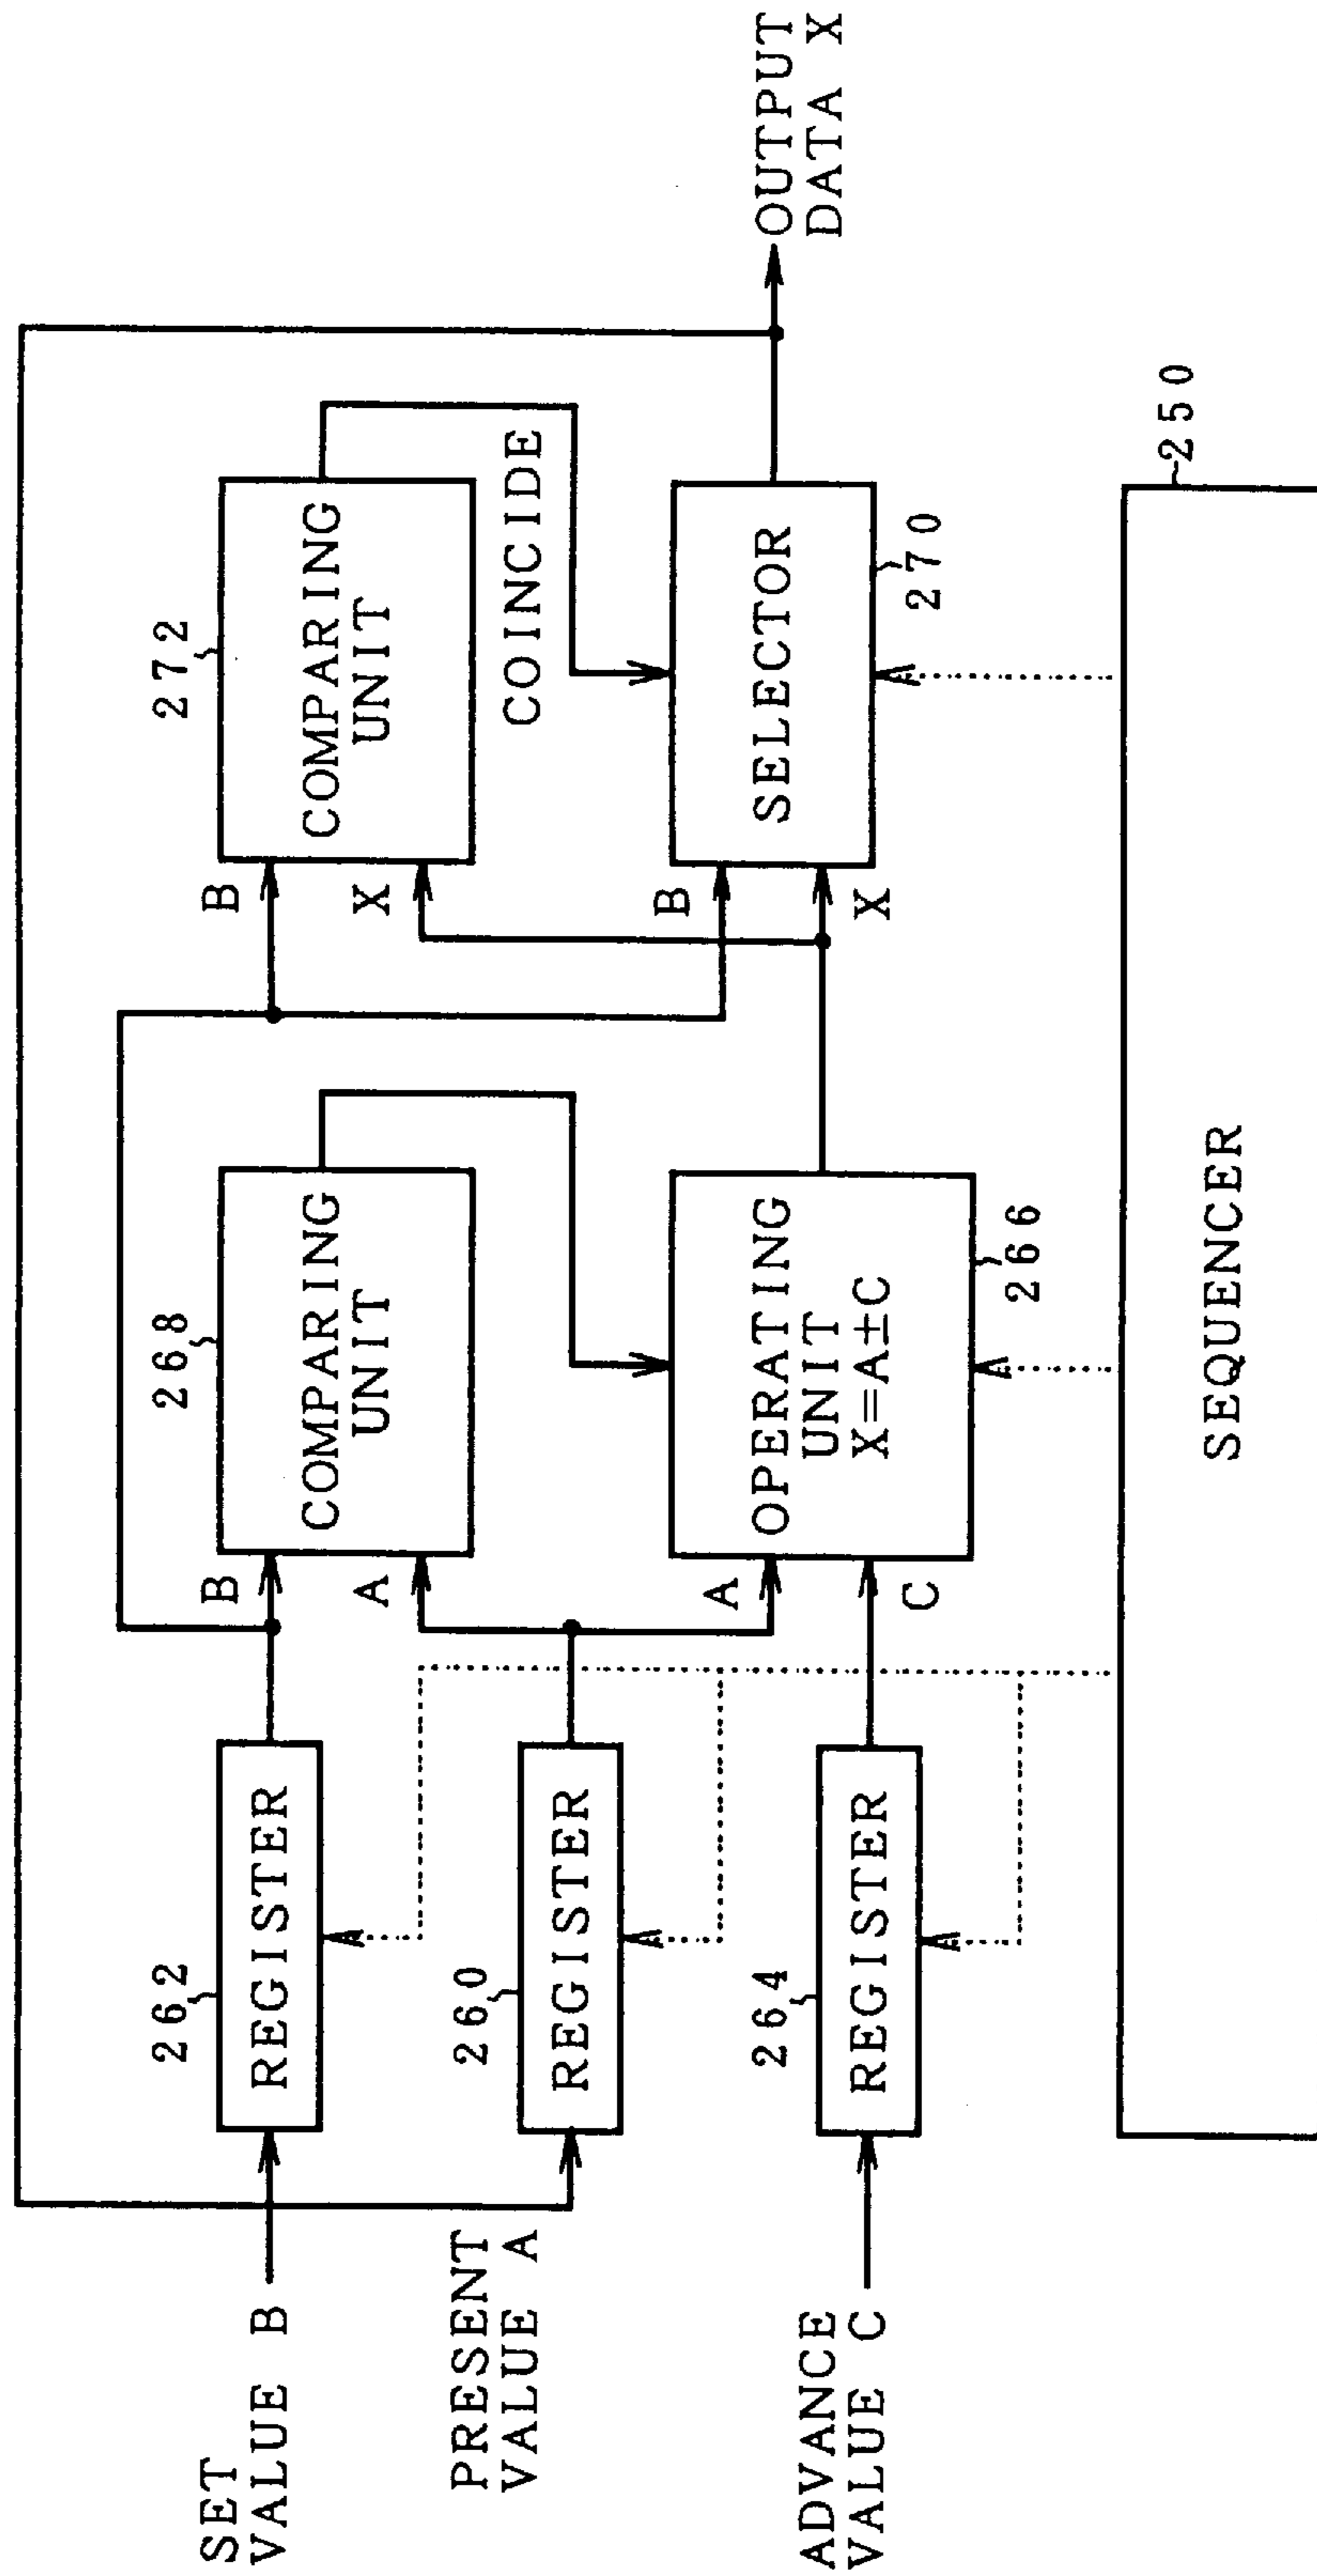 SET
VALUE B
262
REGISTER
PRESENT
VALUE A
260
REGISTER
ADVANCE
VALUE C
264
REGISTER
B
A
268
COMPARING
UNIT
A
C
OPERATING
UNIT
X=A±C
266
B
X
272
COMPARING
UNIT
COINCIDE
B
X
SELECTOR
270
OUTPUT
DATA X
SEQUENCER
250